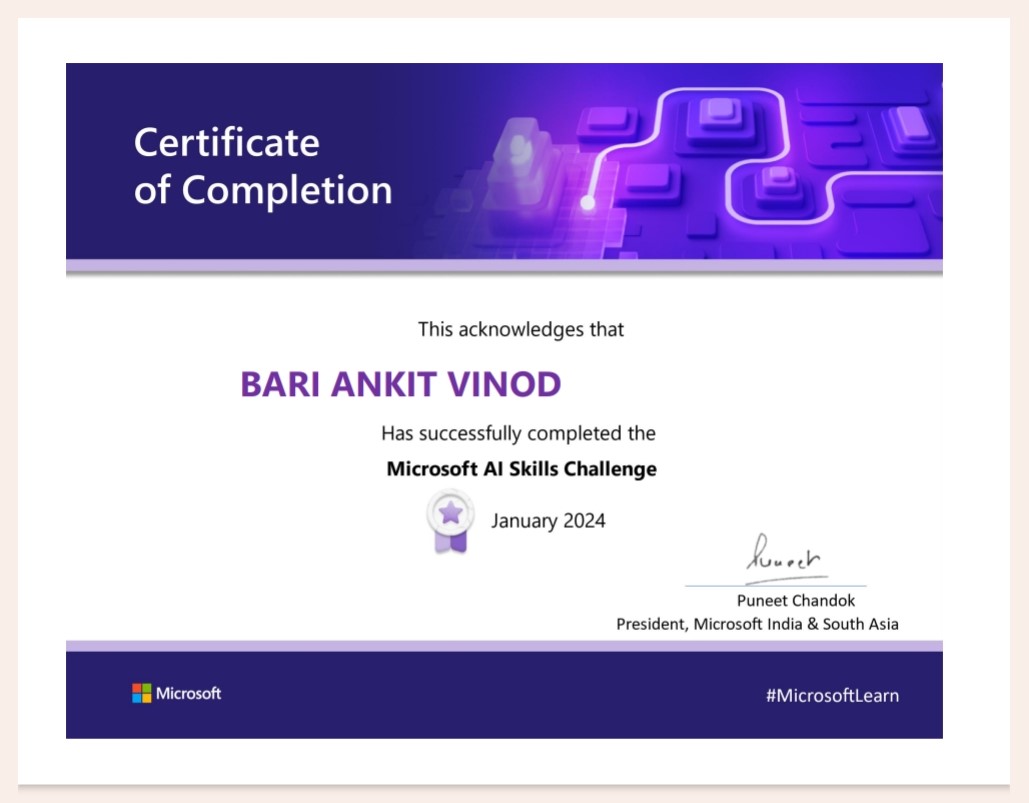 Certificate
of Completion
This acknowledges that
BARI ANKIT VINOD
Has successfully completed the
Microsoft AI Skills Challenge
January 2024
Puneet
Puneet Chandok
President, Microsoft India & South Asia
Microsoft
#MicrosoftLearn